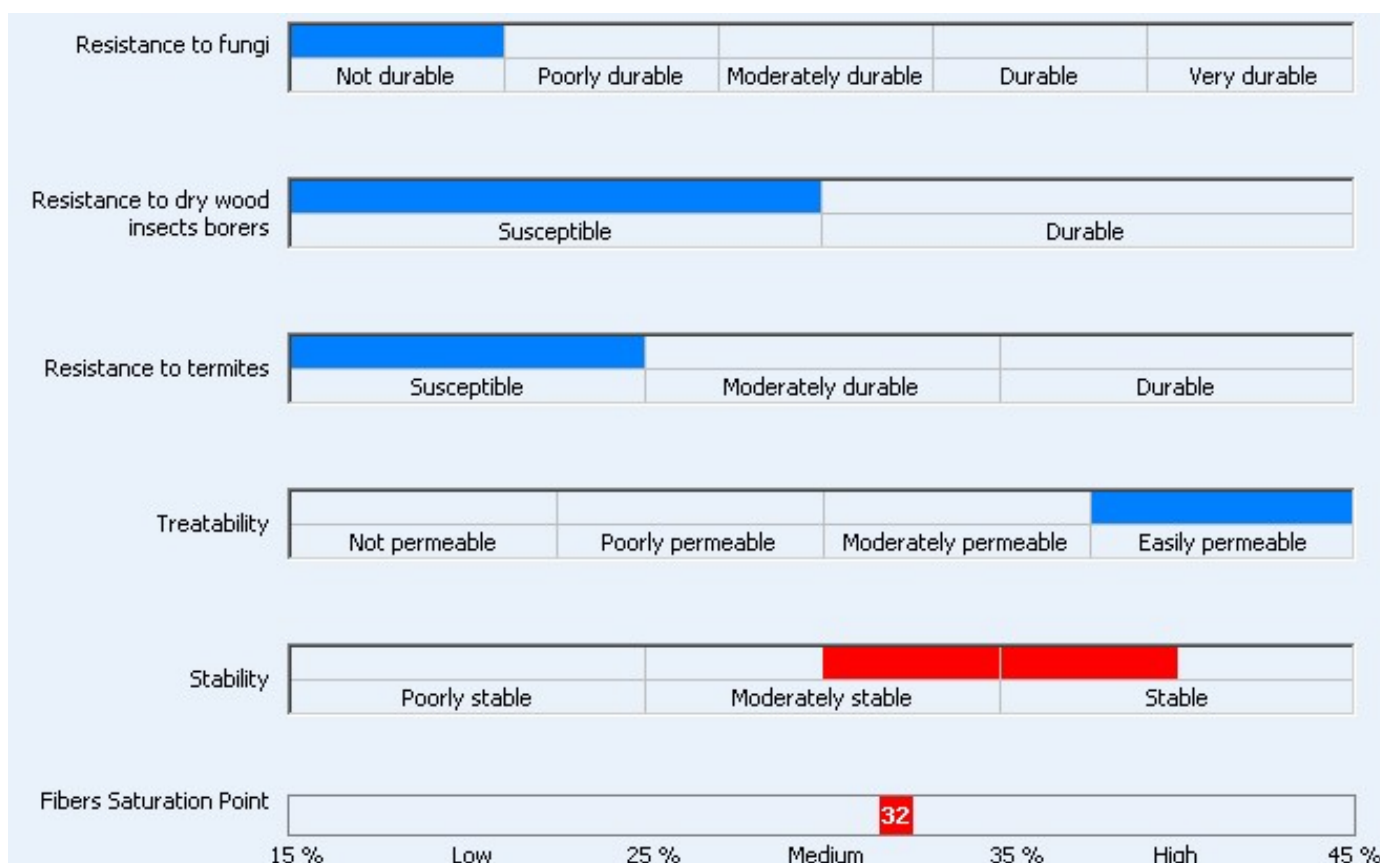 Resistance to fungi
Not durable Poorly durable Moderately durable Durable Very durable
Resistance to dry wood
insects borers
Susceptible Durable
Resistance to termites
Susceptible Moderately durable Durable
Treatability
Not permeable Poorly permeable Moderately permeable Easily permeable
Stability
Poorly stable Moderately stable Stable
Fibers Saturation Point
32
15 % Low 25 % Medium 35 % High 45 %